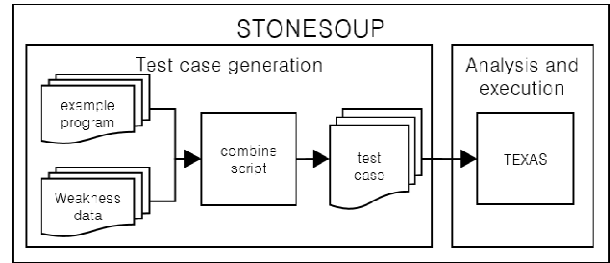 STONESOUP
Test case generation
Analysis and
execution
example
program
Weakness
data
combine
script
test
case
TEXAS